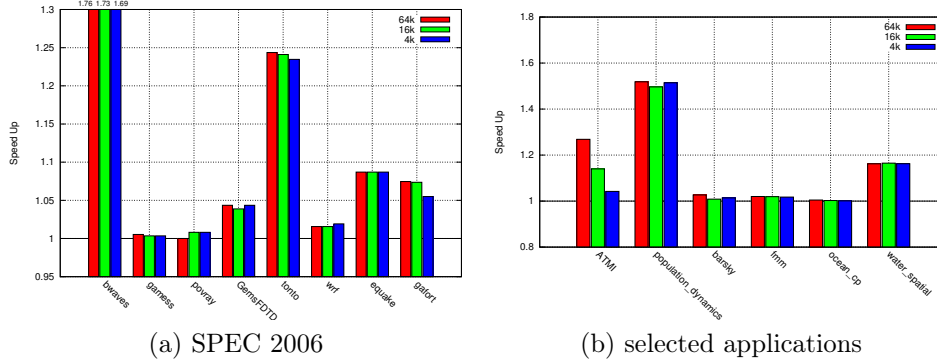 1.76 1.73 1.69
1.3
1.25
1.2
1.15
1.1
1.05
1
0.95
Speed Up
64k
16k
4k
bwaves
gamess
povray
GemsFDTD
tonto
wrf
equake
gafort
(a) SPEC 2006
1.8
1.6
1.4
1.2
1
0.8
Speed Up
64k
16k
4k
ATMI
population_dynamics
barsky
fmm
ocean_cp
water_spatial
(b) selected applications